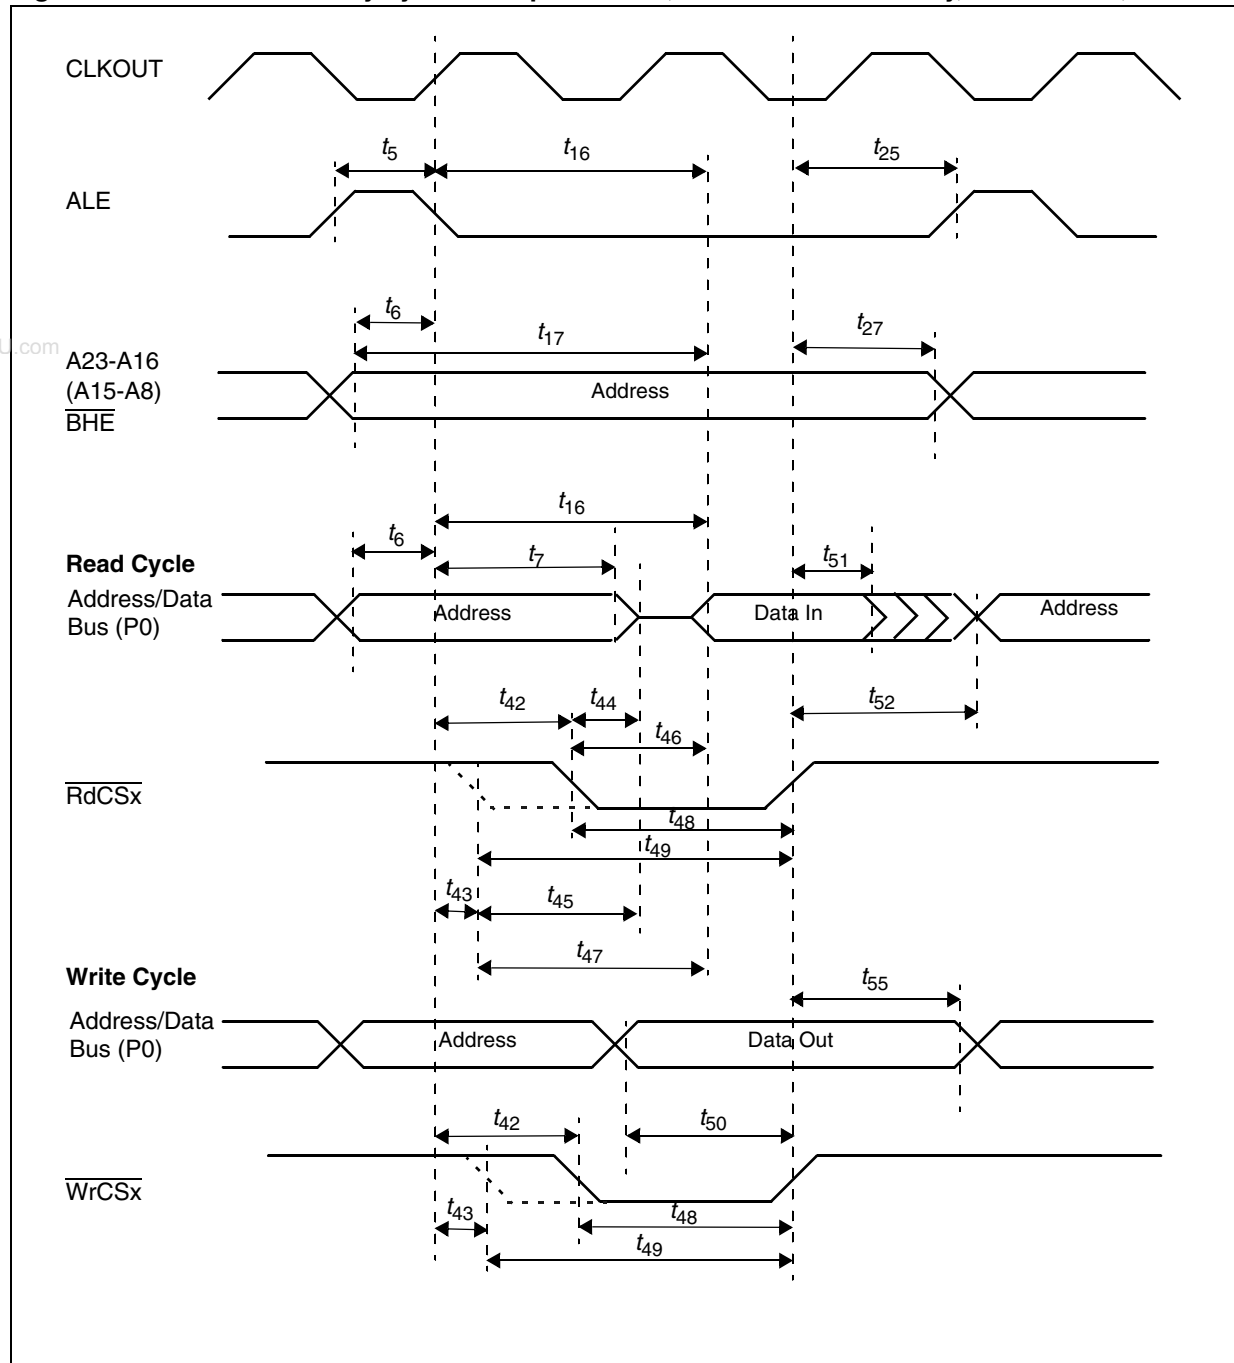 CLKOUT
t5 t16 t25
ALE
t6 t17 t27
U.com
A23-A16
(A15-A8)
BHE
Address
t16
t6 t7 t51
Read Cycle
Address/Data
Bus (P0)
Address Data In Address
t42 t44 t52
t46
RdCSx
t48
t49
t43 t45
t47
Write Cycle
t55
Address/Data
Bus (P0)
Address Data Out
t42 t50
WrCSx
t43 t48
t49